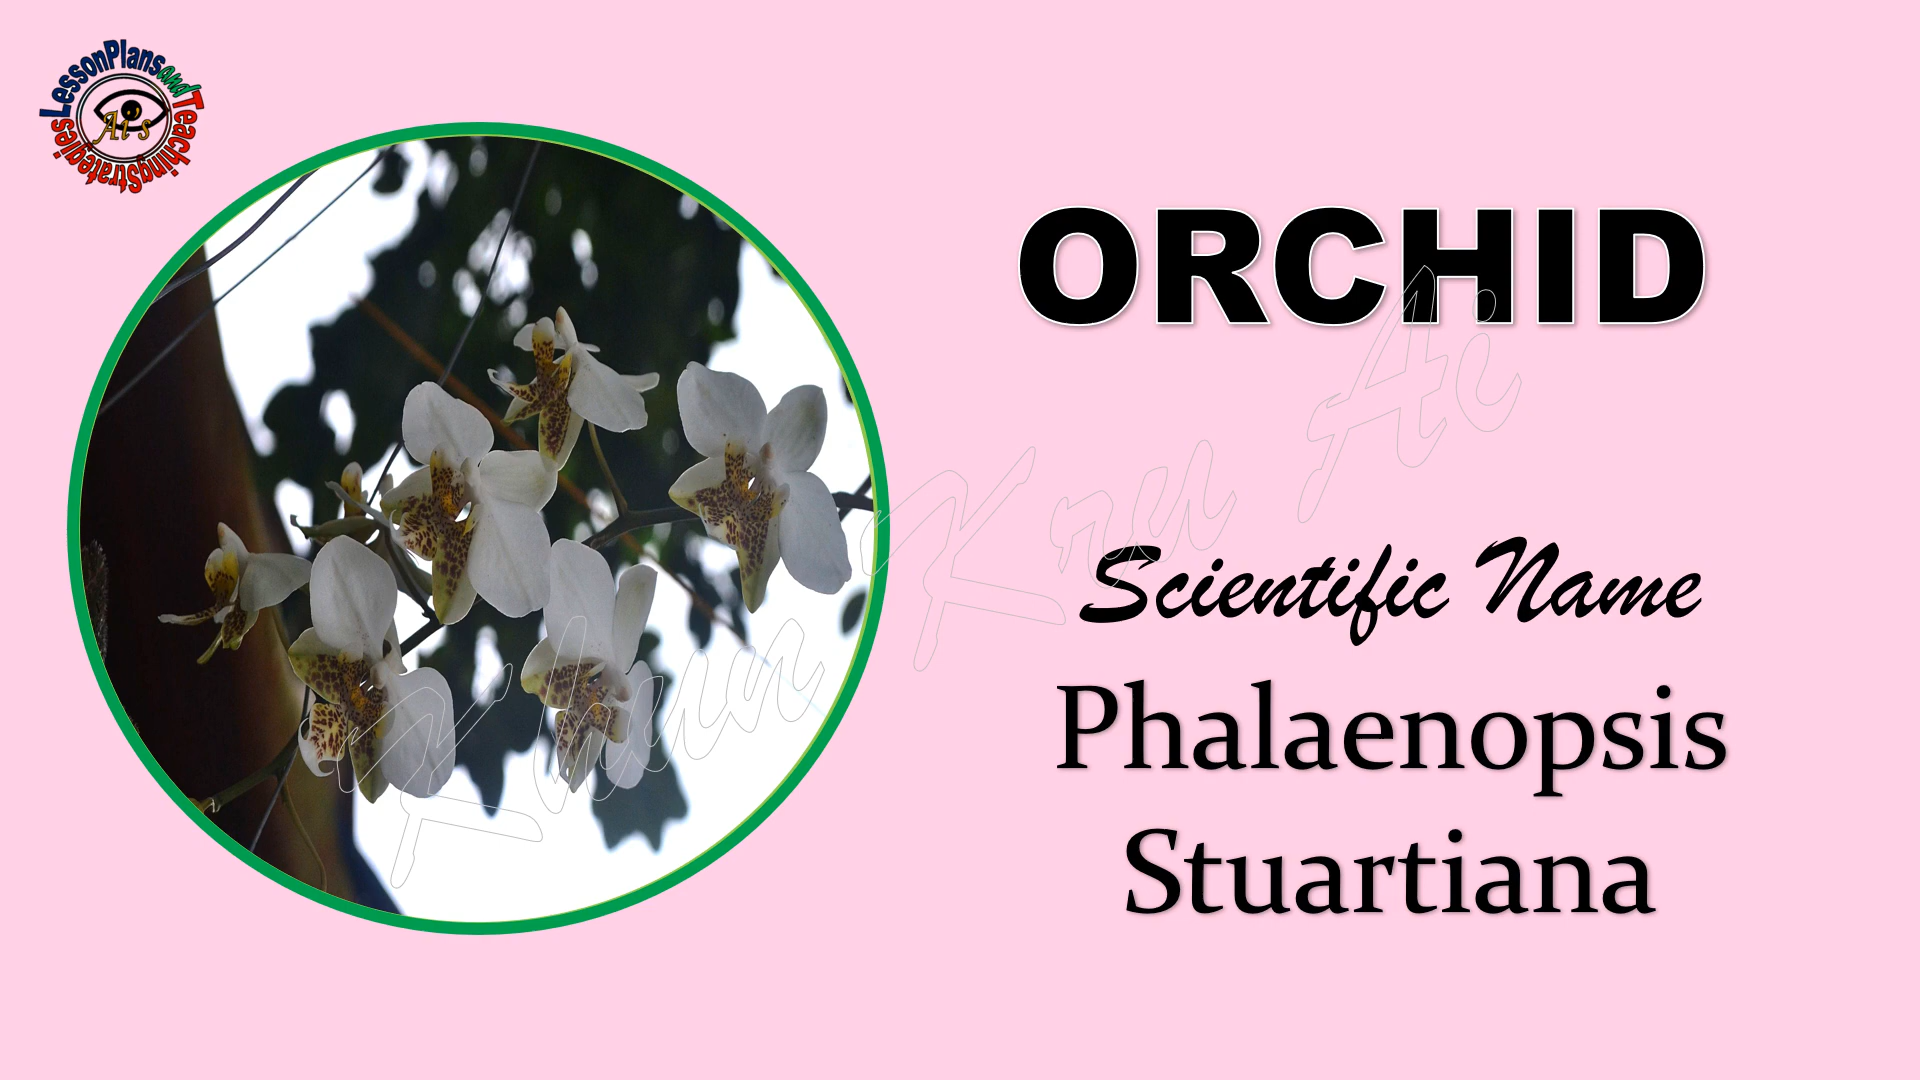 LessonPlansandTeachingStrategies
Ai's
ORCHID
Khun Kru Ai
Scientific Name
Phalaenopsis
Stuartiana